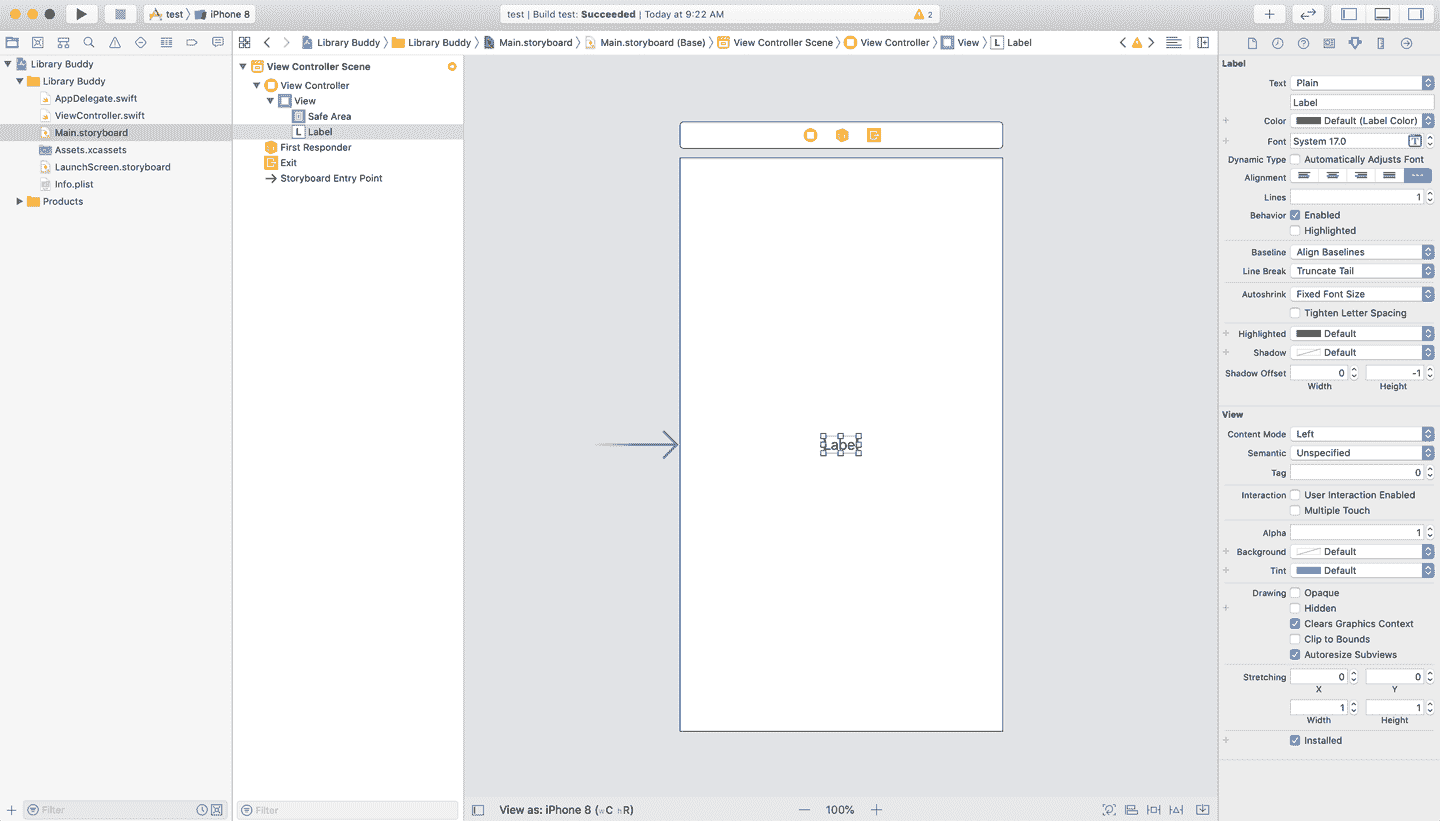 test 〉 iPhone 8
test | Build test: Succeeded | Today at 9:22 AM
2
Library Buddy 〉 Library Buddy 〉 Main.storyboard 〉 Main.storyboard (Base) 〉 View Controller Scene 〉 View Controller 〉 View 〉 L Label
Library Buddy
Library Buddy
AppDelegate.swift
ViewController.swift
Main.storyboard
Assets.xcassets
LaunchScreen.storyboard
Info.plist
Products
Filter
View Controller Scene
View Controller
View
Safe Area
L Label
First Responder
Exit
Storyboard Entry Point
Filter
Label
View as: iPhone 8 (wC hR)
100%
Label
Text Plain
Label
Color Default (Label Color)
Font System 17.0
Dynamic Type Automatically Adjusts Font
Alignment
Lines 1
Behavior Enabled
Highlighted
Baseline Align Baselines
Line Break Truncate Tail
Autoshrink Fixed Font Size
Tighten Letter Spacing
Highlighted Default
Shadow Default
Shadow Offset 0 -1
Width Height
View
Content Mode Left
Semantic Unspecified
Tag 0
Interaction User Interaction Enabled
Multiple Touch
Alpha 1
Background Default
Tint Default
Drawing Opaque
Hidden
Clears Graphics Context
Clip to Bounds
Autoresize Subviews
Stretching 0 0
X Y
1 1
Width Height
Installed